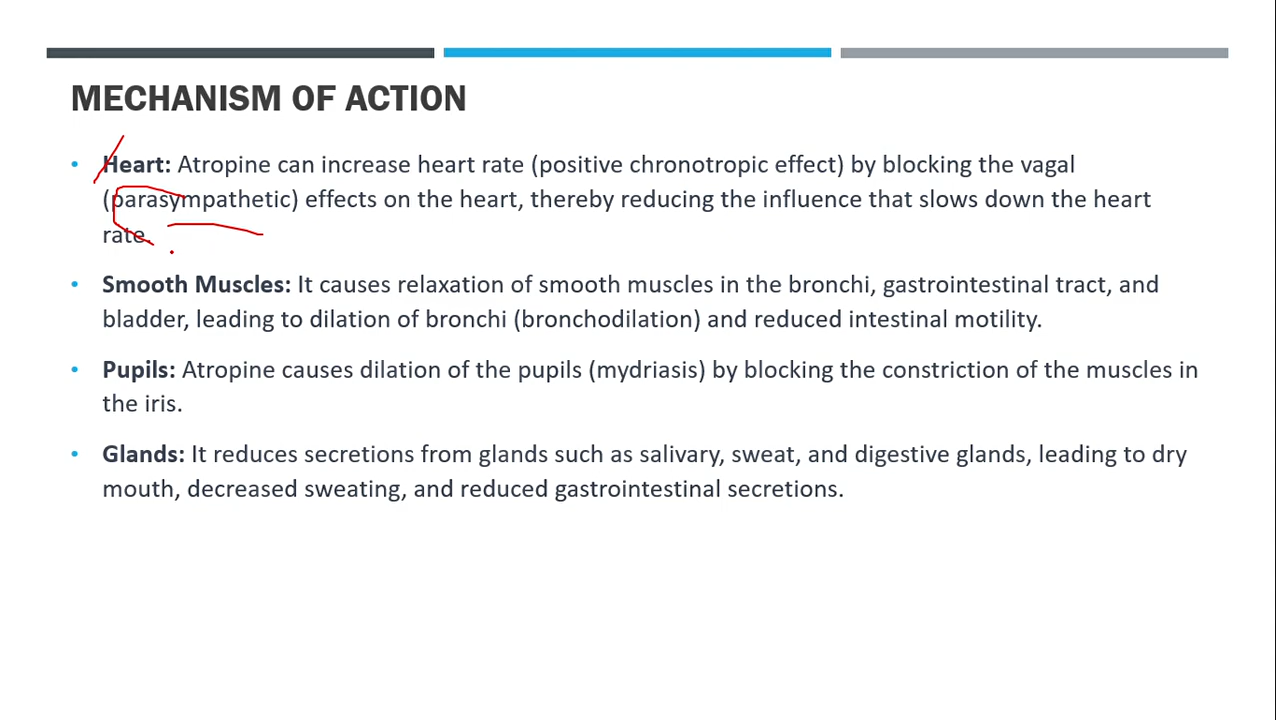 MECHANISM OF ACTION
• Heart: Atropine can increase heart rate (positive chronotropic effect) by blocking the vagal
(parasympathetic) effects on the heart, thereby reducing the influence that slows down the heart
rate.
• Smooth Muscles: It causes relaxation of smooth muscles in the bronchi, gastrointestinal tract, and
bladder, leading to dilation of bronchi (bronchodilation) and reduced intestinal motility.
• Pupils: Atropine causes dilation of the pupils (mydriasis) by blocking the constriction of the muscles in
the iris.
• Glands: It reduces secretions from glands such as salivary, sweat, and digestive glands, leading to dry
mouth, decreased sweating, and reduced gastrointestinal secretions.